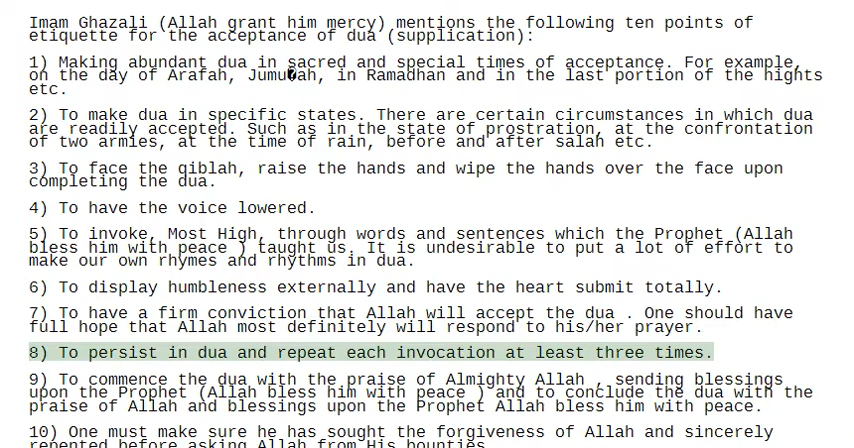 Imam Ghazali (Allah grant him mercy) mentions the following ten points of
etiquette for the acceptance of dua (supplication):
1) Making abundant dua in sacred and special times of acceptance. For example,
on the day of Arafah, Jumu�ah, in Ramadhan and in the last portion of the nights
etc.
2) To make dua in specific states. There are certain circumstances in which dua
are readily accepted. Such as in the state of prostration, at the confrontation
of two armies, at the time of rain, before and after salah etc.
3) To face the qiblah, raise the hands and wipe the hands over the face upon
completing the dua.
4) To have the voice lowered.
5) To invoke, Most High, through words and sentences which the Prophet (Allah
bless him with peace ) taught us. It is undesirable to put a lot of effort to
make our own rhymes and rhythms in dua.
6) To display humbleness externally and have the heart submit totally.
7) To have a firm conviction that Allah will accept the dua . One should have
full hope that Allah most definitely will respond to his/her prayer.
8) To persist in dua and repeat each invocation at least three times.
9) To commence the dua with the praise of Almighty Allah , sending blessings
upon the Prophet (Allah bless him with peace ) and to conclude the dua with the
praise of Allah and blessings upon the Prophet Allah bless him with peace.
10) One must make sure he has sought the forgiveness of Allah and sincerely
repented before asking Allah from His bounties.